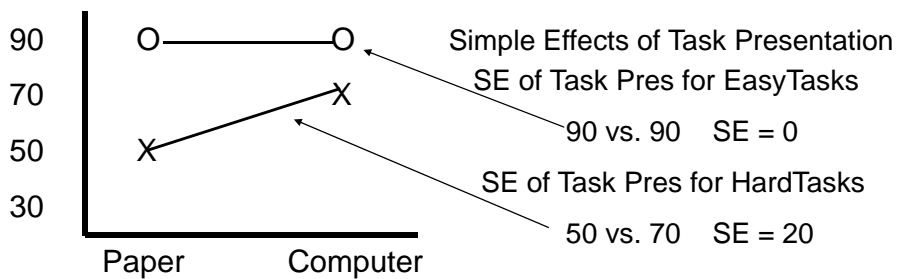 90
70
50
30
O O
X X
Paper Computer
Simple Effects of Task Presentation
SE of Task Pres for EasyTasks
90 vs. 90 SE = 0
SE of Task Pres for HardTasks
50 vs. 70 SE = 20